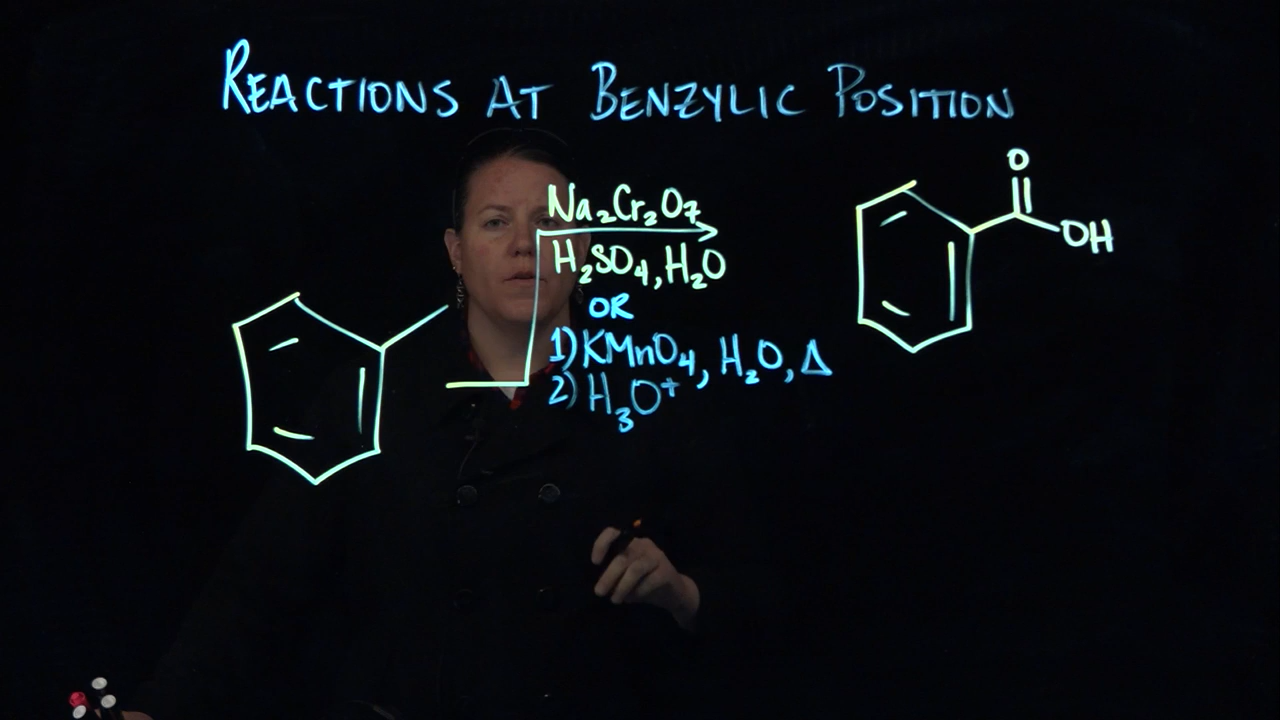 REACTIONS AT BENZYLIC POSITION
Na₂Cr₂O₇
H₂SO₄, H₂O
OR
1) KMnO₄, H₂O, Δ
2) H₃O⁺
O
OH